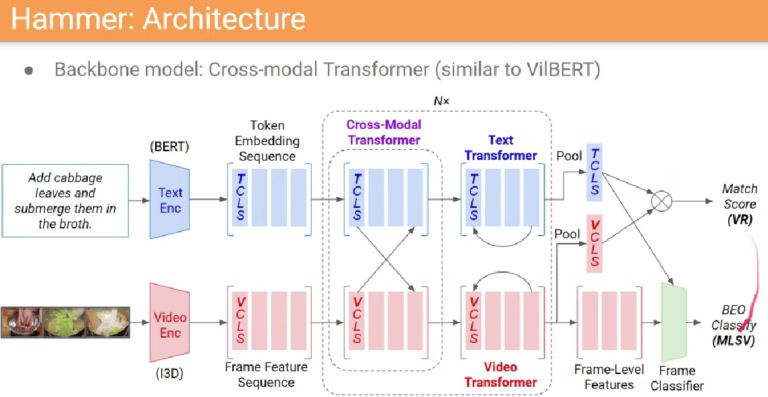 Hammer: Architecture
● Backbone model: Cross-modal Transformer (similar to VilBERT)
N×
(BERT)
Token
Embedding
Sequence
Cross-Modal
Transformer
Text
Transformer
Pool
Add cabbage
leaves and
submerge them in
the broth.
Text
Enc
TCLS
TCLS
TCLS
TCLS
Match
Score
(VR)
Pool
VCLS
Video
Enc
VCLS
VCLS
VCLS
BEO
Classify
(MLSV)
(I3D)
Frame Feature
Sequence
Video
Transformer
Frame-Level
Features
Frame
Classifier